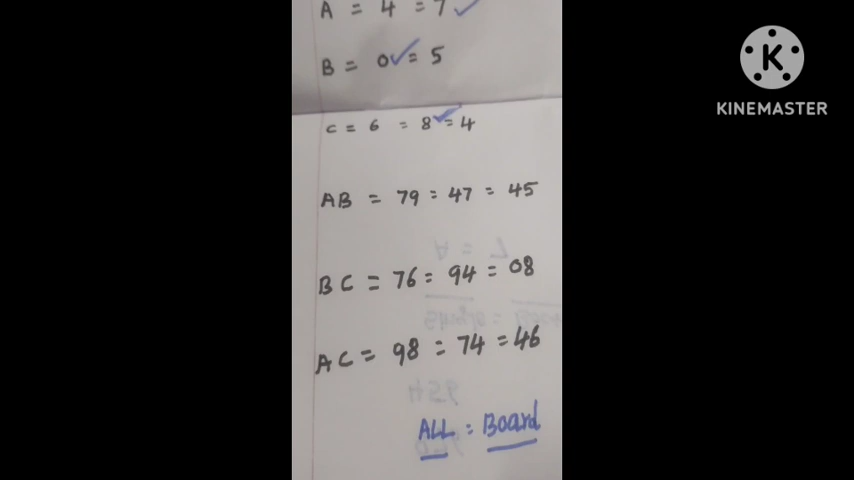 A = 4 = 7
B = 0 = 5
C = 6 = 8 = 4
AB = 79 = 47 = 45
BC = 76 = 94 = 08
AC = 98 = 74 = 46
ALL = Board
K
KINEMASTER